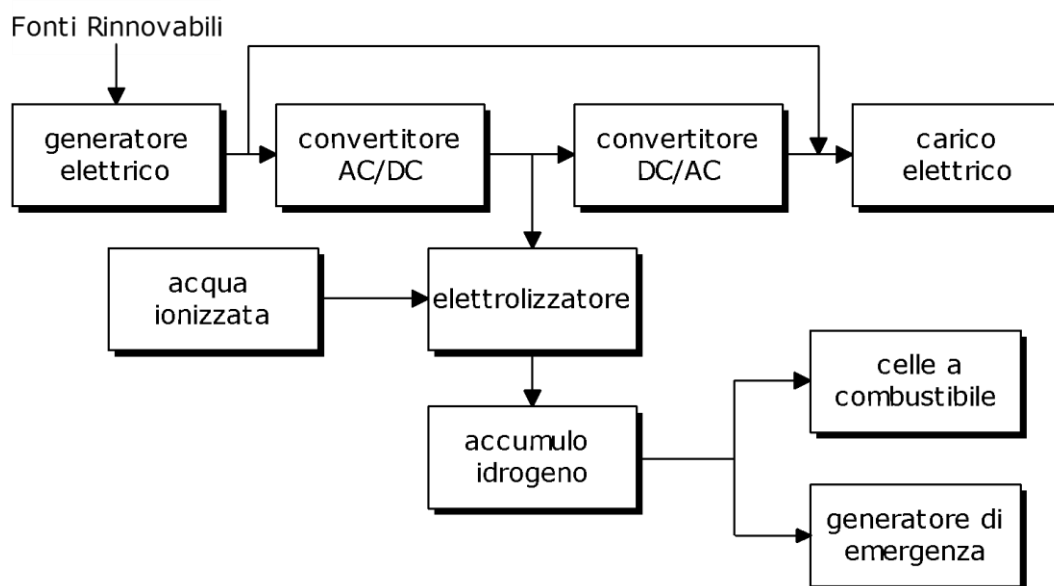 Fonti Rinnovabili
generatore
elettrico
convertitore
AC/DC
convertitore
DC/AC
carico
elettrico
acqua
ionizzata
elettrolizzatore
celle a
combustibile
accumulo
idrogeno
generatore di
emergenza